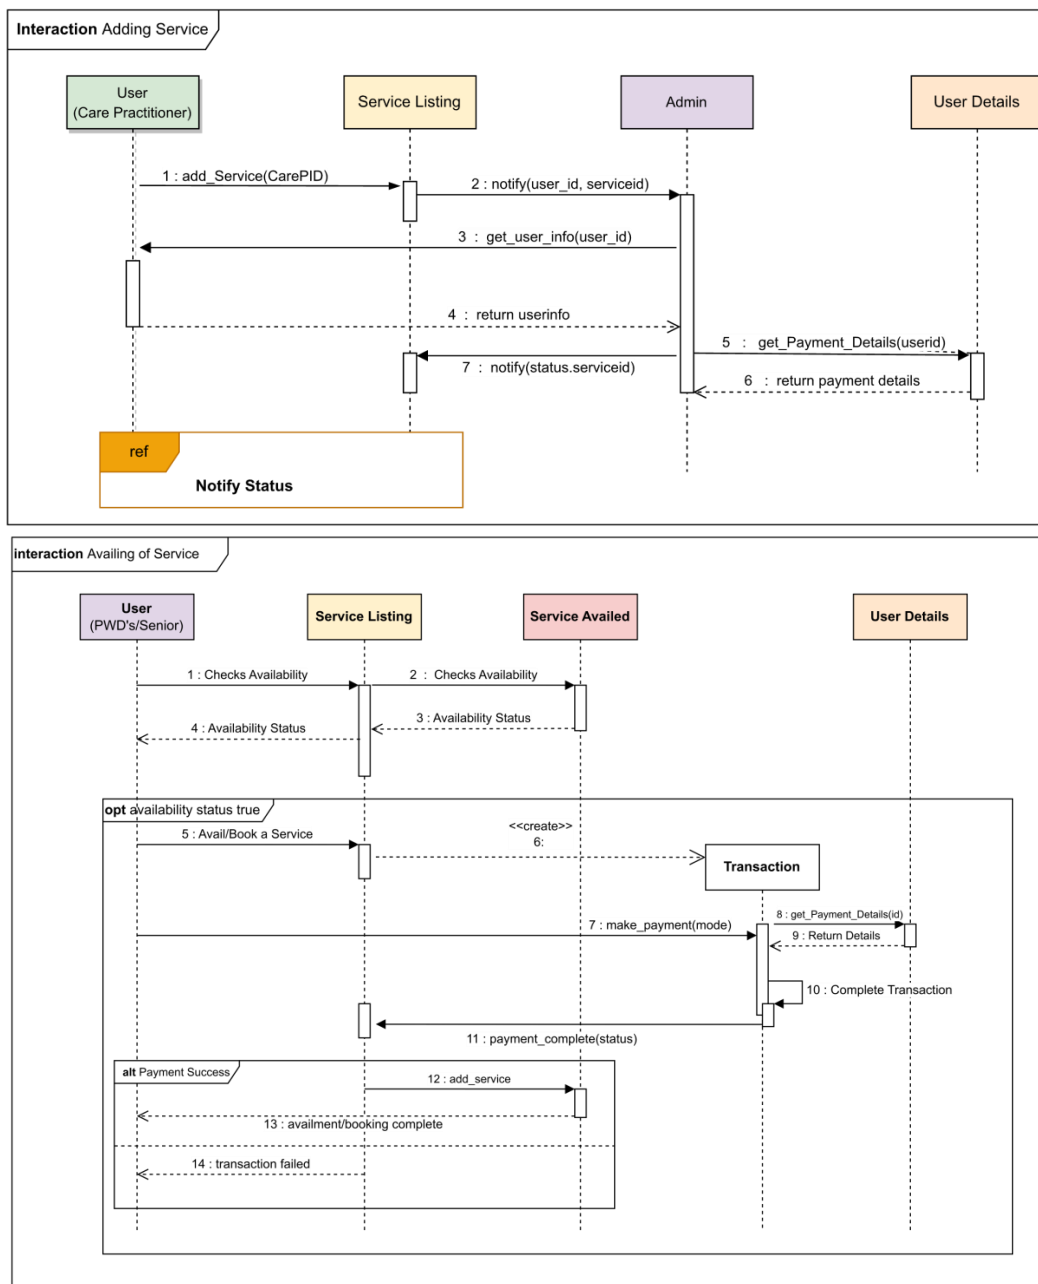 Interaction Adding Service
User
(Care Practitioner)
Service Listing
Admin
User Details
1 : add_Service(CarePID)
2 : notify(user_id, serviceid)
3 : get_user_info(user_id)
4 : return userinfo
5 : get_Payment_Details(userid)
7 : notify(status.serviceid)
6 : return payment details
ref
Notify Status
interaction Availing of Service
User
(PWD's/Senior)
Service Listing
Service Availed
User Details
1 : Checks Availability
2 : Checks Availability
3 : Availability Status
4 : Availability Status
opt availability status true
5 : Avail/Book a Service
<<create>>
6:
Transaction
7 : make_payment(mode)
8 : get_Payment_Details(id)
9 : Return Details
10 : Complete Transaction
11 : payment_complete(status)
alt Payment Success
12 : add_service
13 : availment/booking complete
14 : transaction failed